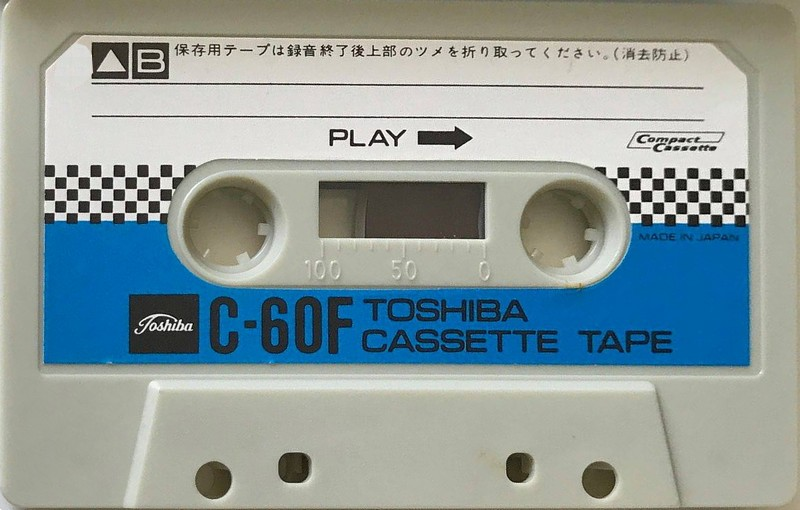 ▲B 保存用テープは録音終了後上部のツメを折り取ってください。(消去防止)
PLAY →
Compact Cassette
MADE IN JAPAN
100 50 0
Toshiba C-60F TOSHIBA
CASSETTE TAPE